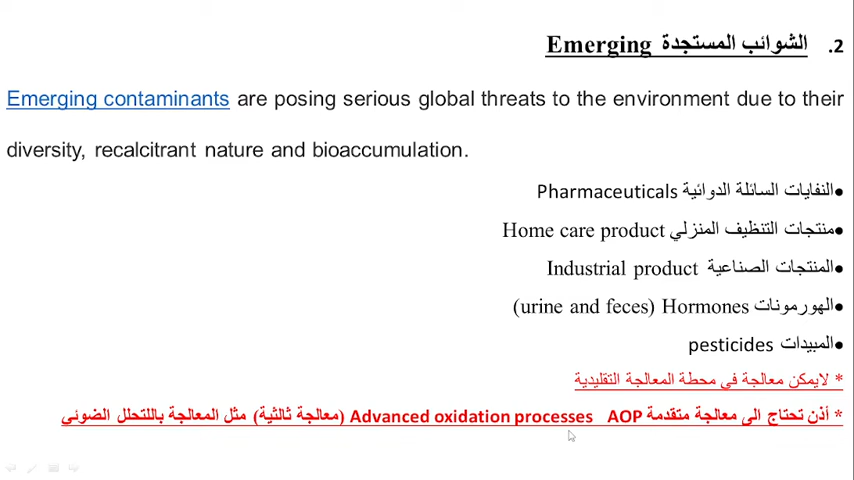 2. الشوائب المستجدة Emerging
Emerging contaminants are posing serious global threats to the environment due to their
diversity, recalcitrant nature and bioaccumulation.
●النفايات السائلة الدوائية Pharmaceuticals
●منتجات التنظيف المنزلي Home care product
●المنتجات الصناعية Industrial product
●الهورمونات Hormones (urine and feces)
●المبيدات pesticides
* لايمكن معالجة في محطة المعالجة التقليدية
* أذن تحتاج الى معالجة متقدمة AOP Advanced oxidation processes (معالجة ثالثية) مثل المعالجة باللتحلل الضوئي